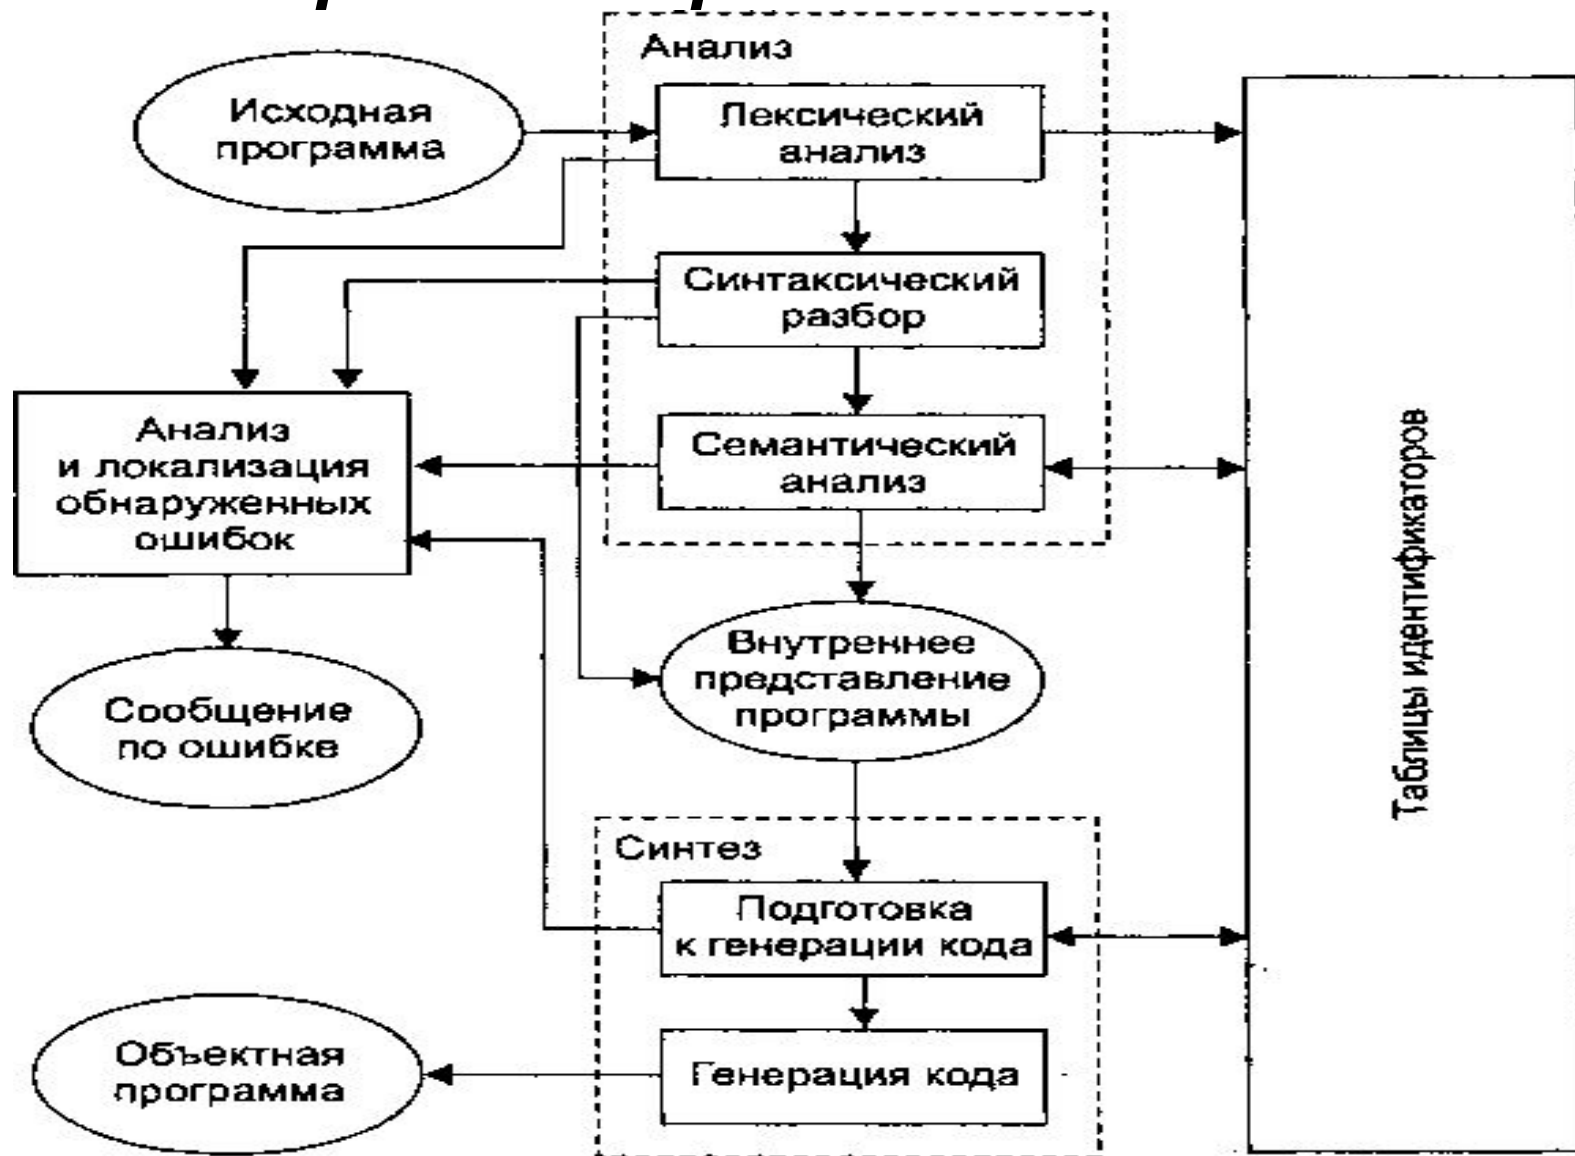 Анализ
Исходная
программа
Лексический
анализ
Синтаксический
разбор
Анализ
и локализация
обнаруженных
ошибок
Семантический
анализ
Таблицы идентификаторов
Внутреннее
представление
программы
Сообщение
по ошибке
Синтез
Подготовка
к генерации кода
Объектная
программа
Генерация кода